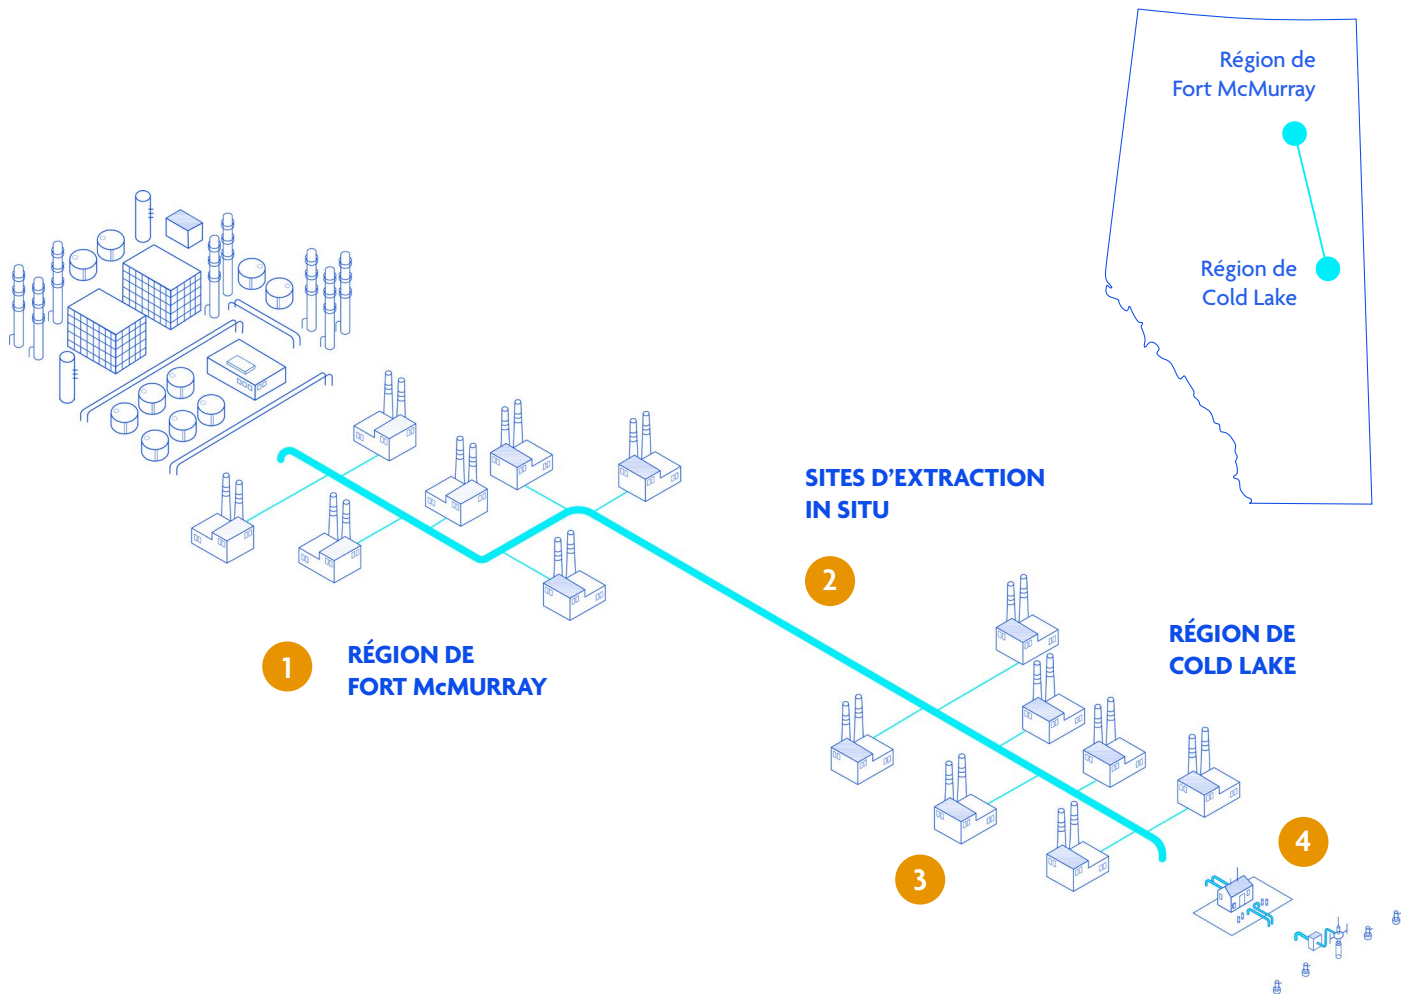 Région de
Fort McMurray
Région de
Cold Lake
SITES D'EXTRACTION
IN SITU
2
RÉGION DE
COLD LAKE
1
RÉGION DE
FORT McMURRAY
4
3